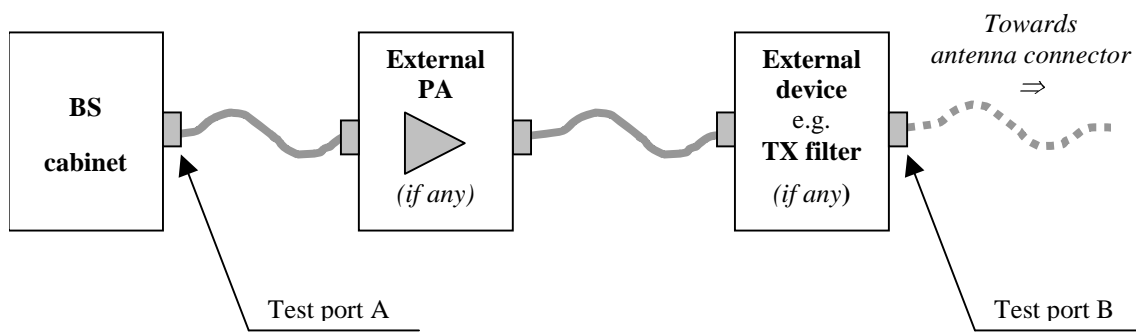 BS
cabinet
External
PA
(if any)
External
device
e.g.
TX filter
(if any)
Towards
antenna connector
⇒
Test port A
Test port B